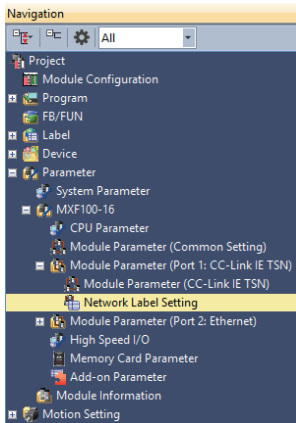 Navigation
All
Project
Module Configuration
Program
FB/FUN
Label
Device
Parameter
System Parameter
MXF100-16
CPU Parameter
Module Parameter (Common Setting)
Module Parameter (Port 1: CC-Link IE TSN)
Module Parameter (CC-Link IE TSN)
Network Label Setting
Module Parameter (Port 2: Ethernet)
High Speed I/O
Memory Card Parameter
Add-on Parameter
Module Information
Motion Setting